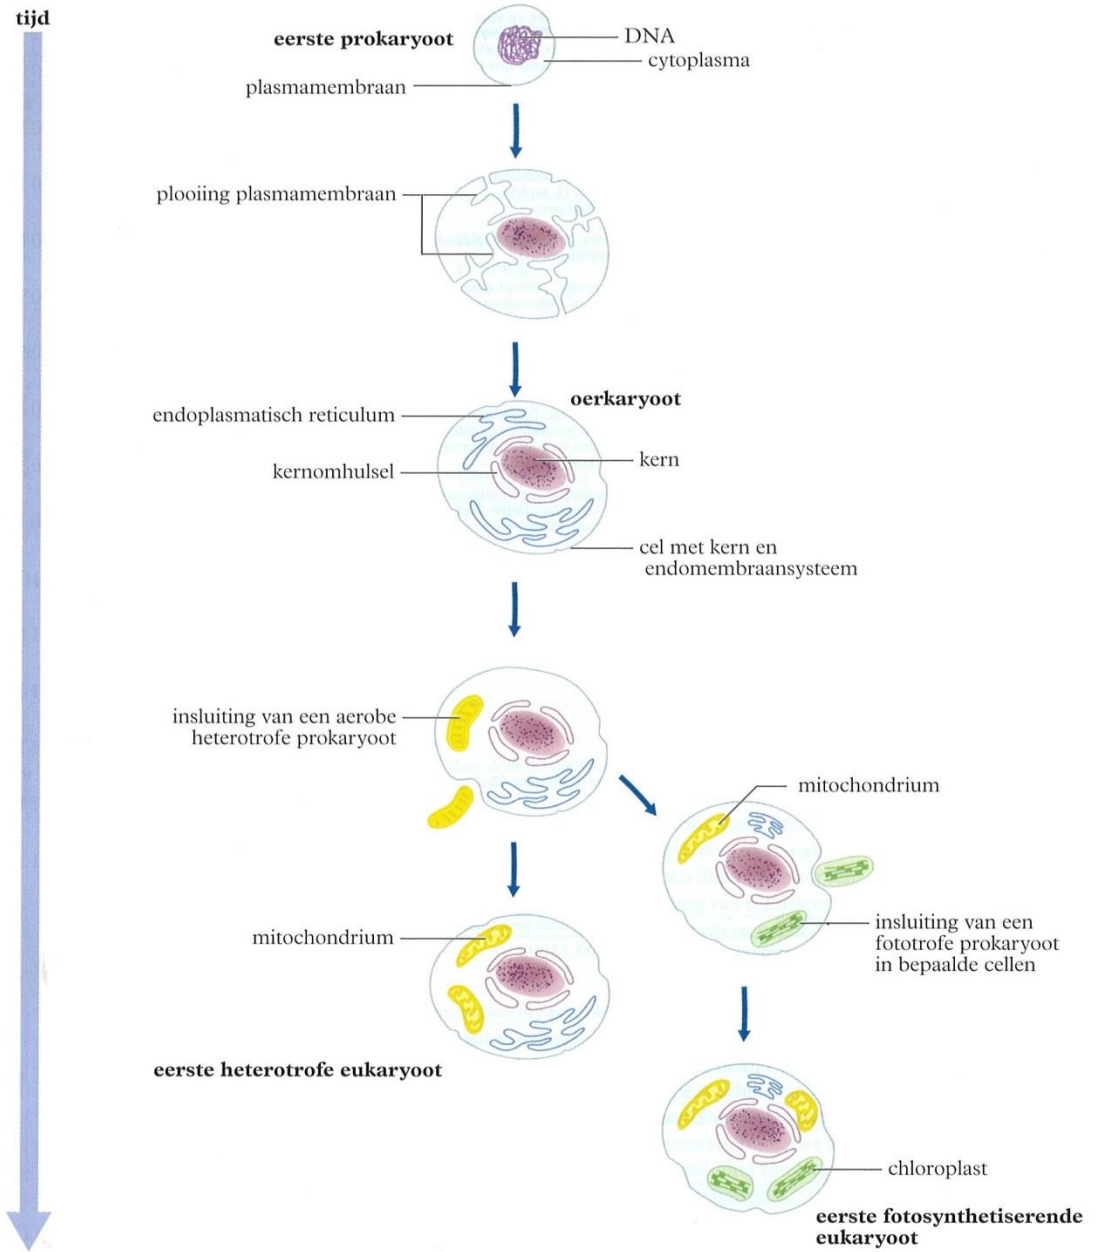 tijd
eerste prokaryoot
DNA
cytoplasma
plasmamembraan
plooiing plasmamembraan
oerkaryoot
endoplasmatisch reticulum
kern
kernomhulsel
cel met kern en
endomembraansysteem
insluiting van een aerobe
heterotrofe prokaryoot
mitochondrium
insluiting van een
fototrofe prokaryoot
in bepaalde cellen
mitochondrium
eerste heterotrofe eukaryoot
chloroplast
eerste fotosynthetiserende
eukaryoot